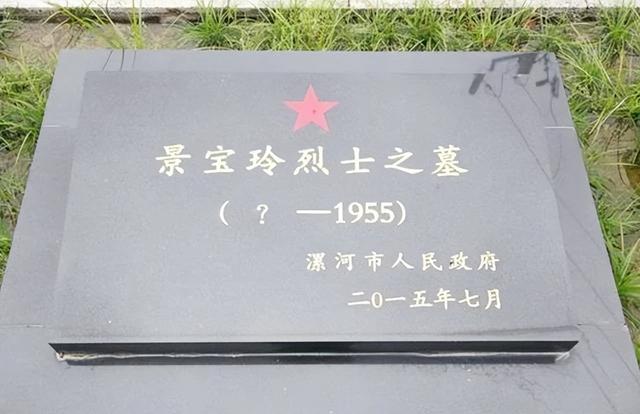 景宝玲烈士之墓
( ? —1955)
漯河市人民政府
二0一五年七月